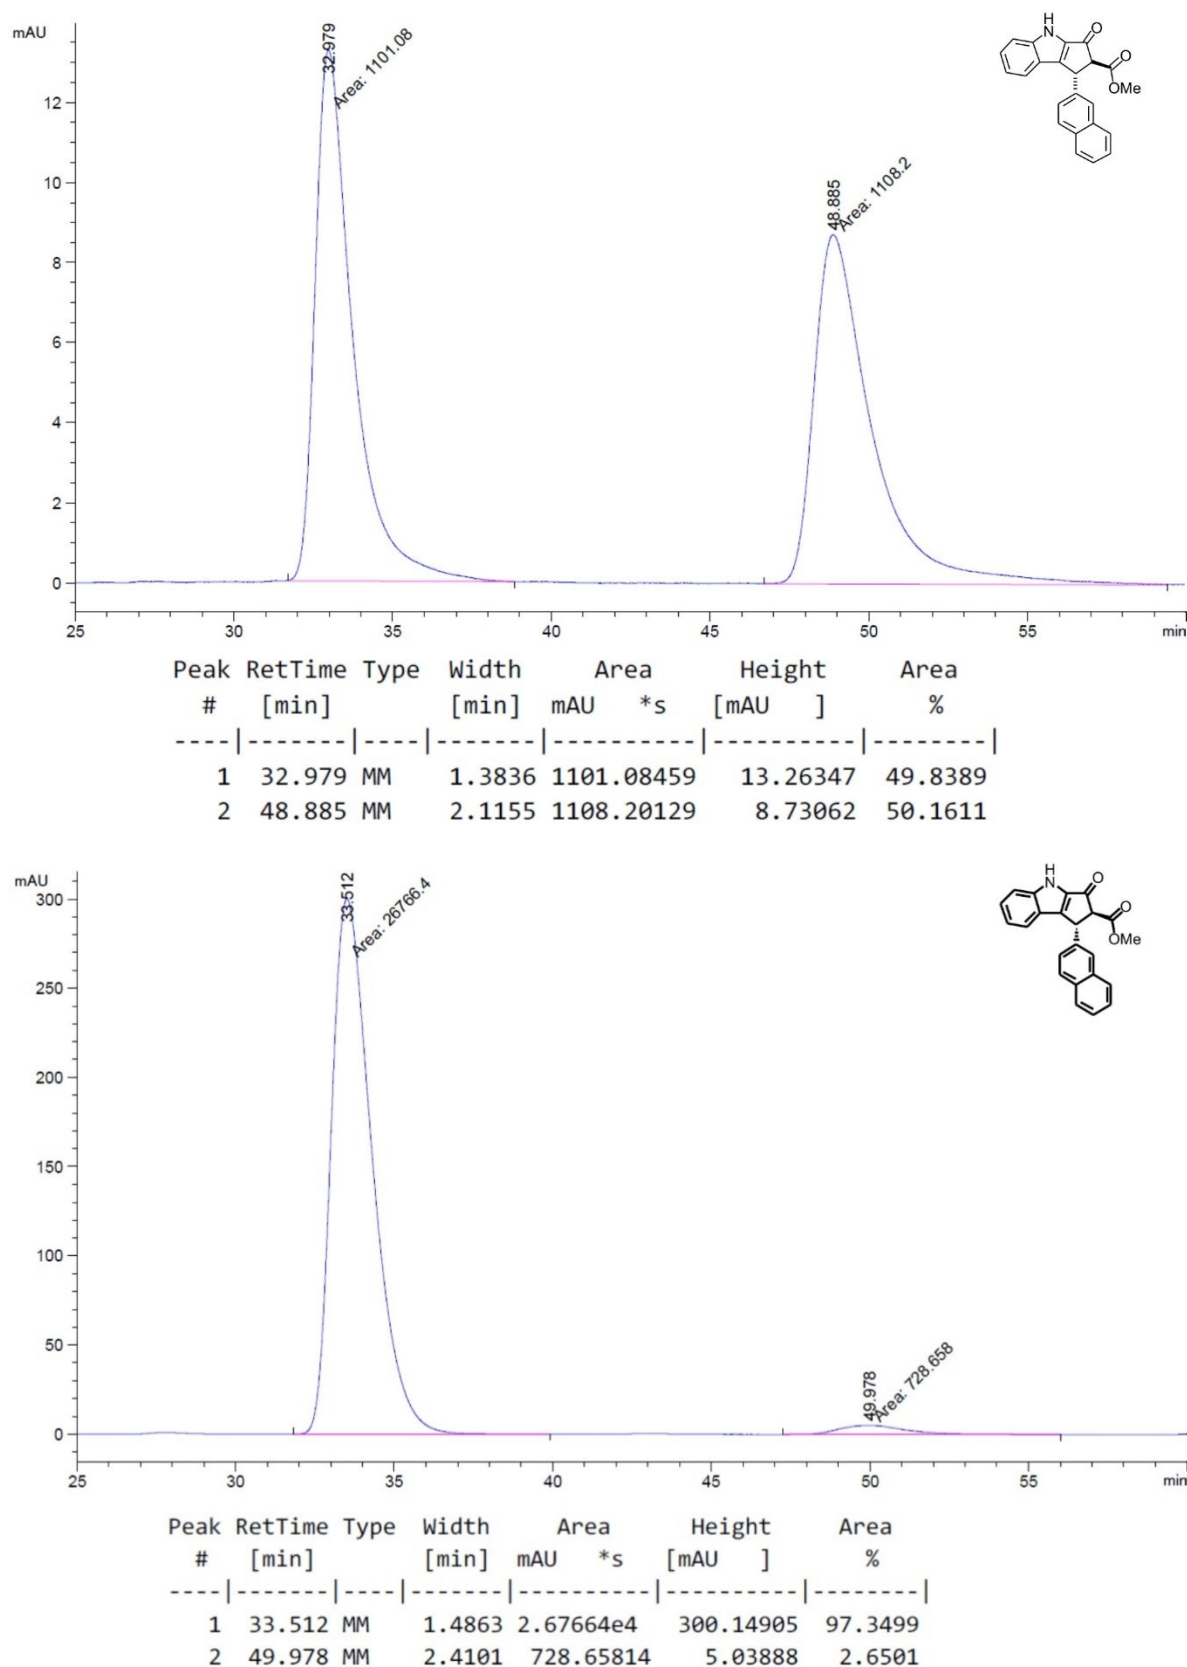 mAU
32.979
Area: 1101.08
48.885
Area: 1108.2
H
N
O
O
OMe
12
10
8
6
4
2
0
25 30 35 40 45 50 55 min
Peak RetTime Type Width Area Height Area
# [min] [min] mAU *s [mAU ] %
----|-------|----|-------|----------|----------|--------|
1 32.979 MM 1.3836 1101.08459 13.26347 49.8389
2 48.885 MM 2.1155 1108.20129 8.73062 50.1611
mAU
33.512
Area: 26766.4
49.978
Area: 728.658
H
N
O
O
OMe
300
250
200
150
100
50
0
25 30 35 40 45 50 55 min
Peak RetTime Type Width Area Height Area
# [min] [min] mAU *s [mAU ] %
----|-------|----|-------|----------|----------|--------|
1 33.512 MM 1.4863 2.67664e4 300.14905 97.3499
2 49.978 MM 2.4101 728.65814 5.03888 2.6501